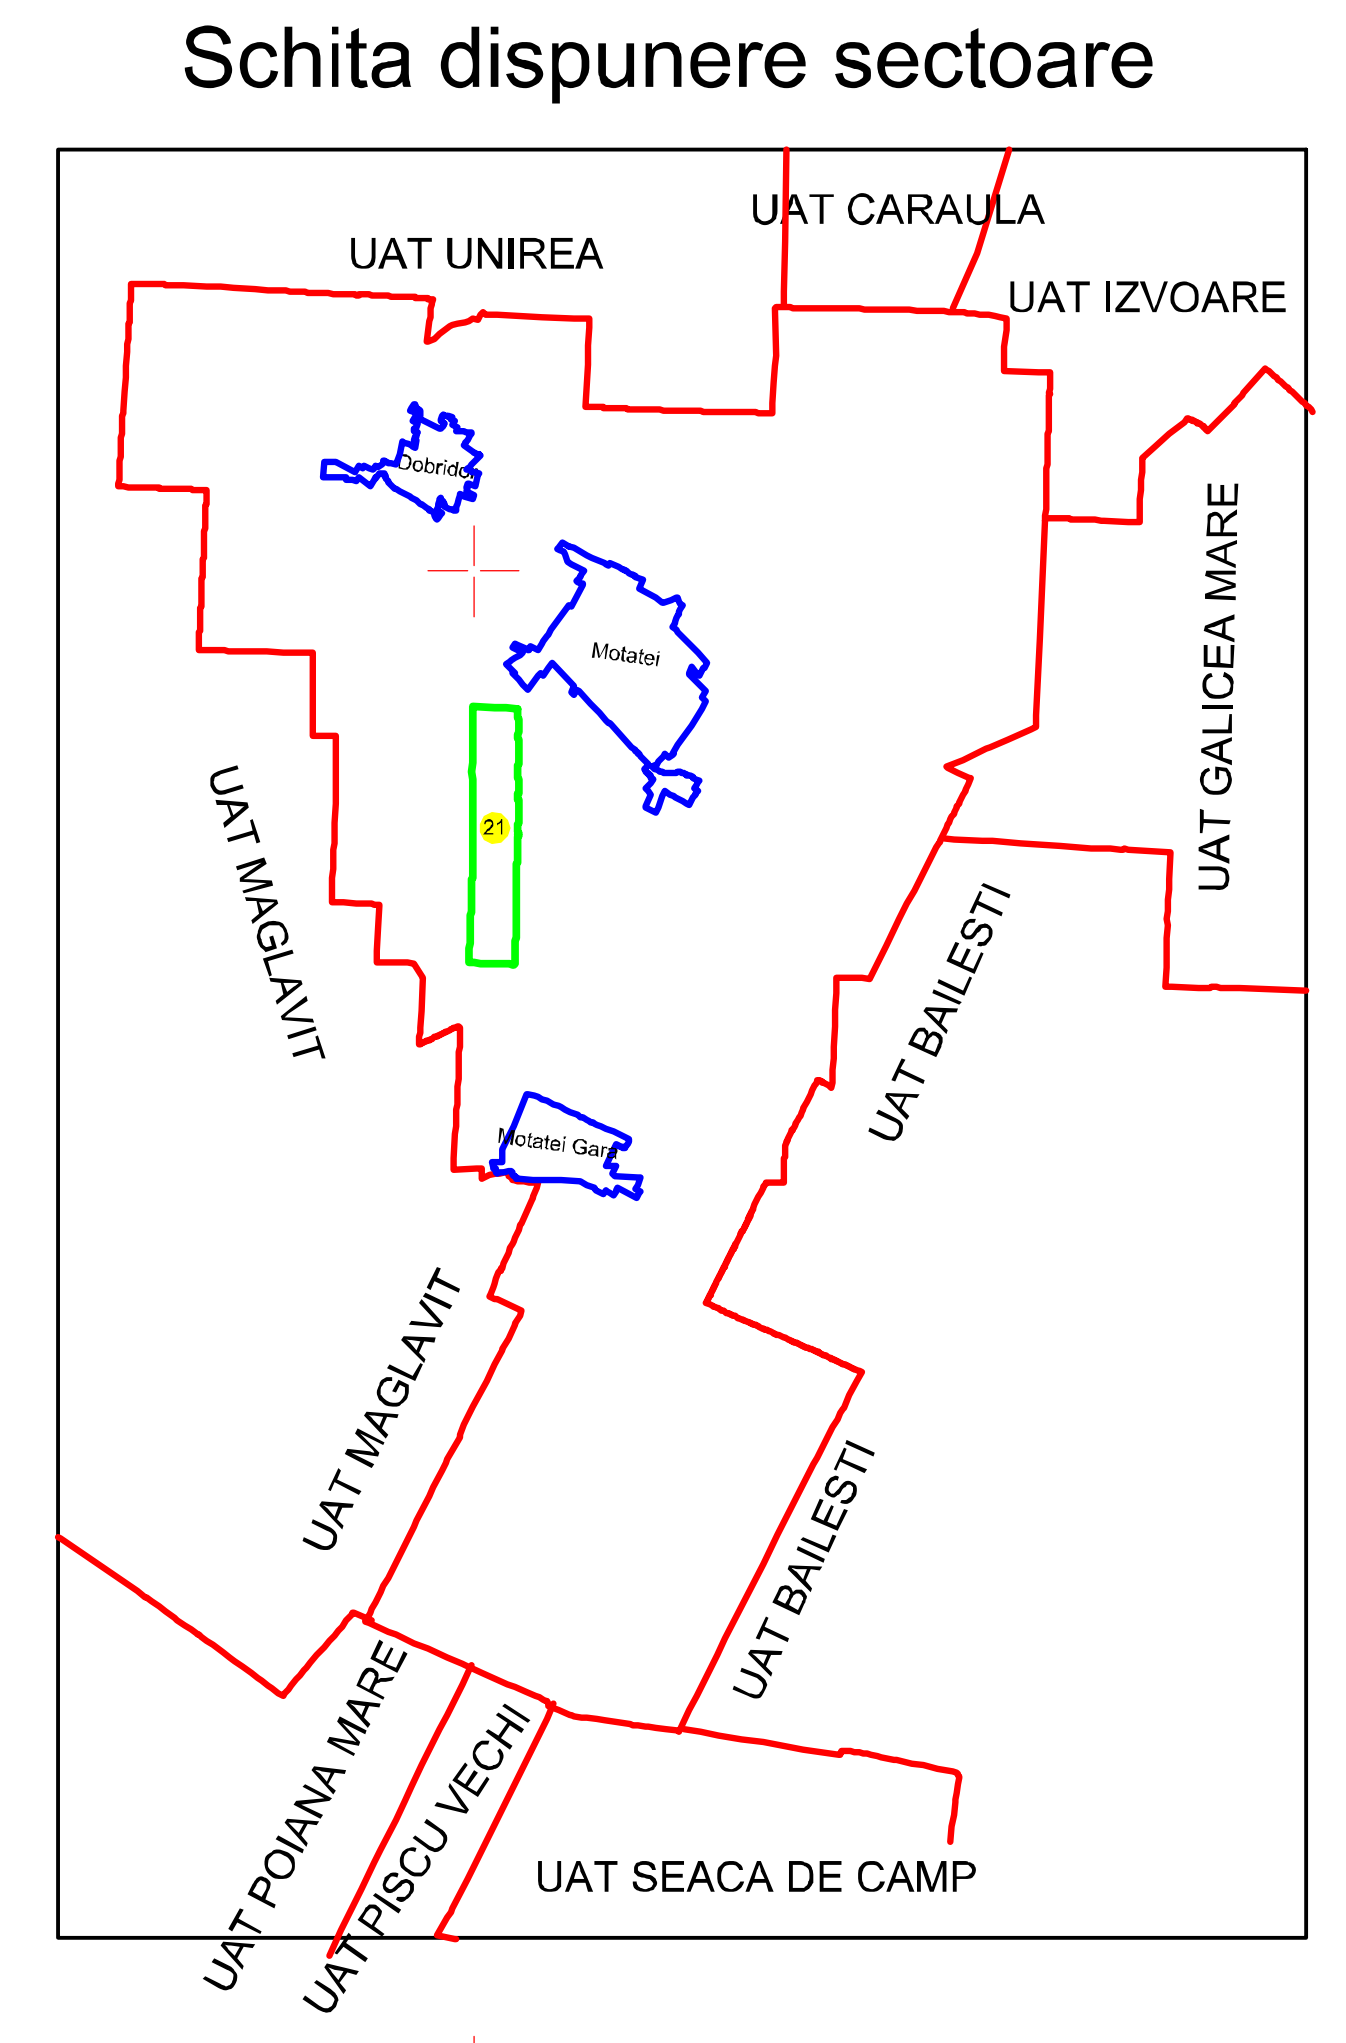 Schita dispunere sectoare
UAT CARAULA
UAT UNIREA
UAT IZVOARE
Dobridor
UAT GALICEA MARE
Motatei
UAT MAGLAVIT
21
UAT BAILESTI
Motatei Gara
UAT MAGLAVIT
UAT BAILESTI
UAT POIANA MARE
UAT PISCU VECHI
UAT SEACA DE CAMP